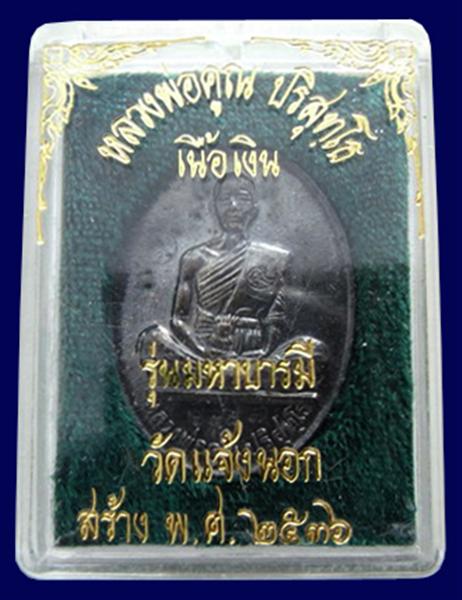 หลวงพ่อคูณ ปริสุทฺโธ
เนื้อเงิน
รุ่นมหาบารมี
วัดแจ้งนอก
สร้าง พ.ศ. ๒๕๓๖